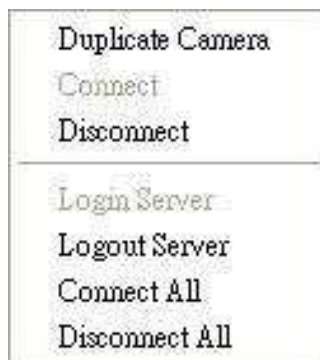 Duplicate Camera
Connect
Disconnect
Login Server
Logout Server
Connect All
Disconnect All